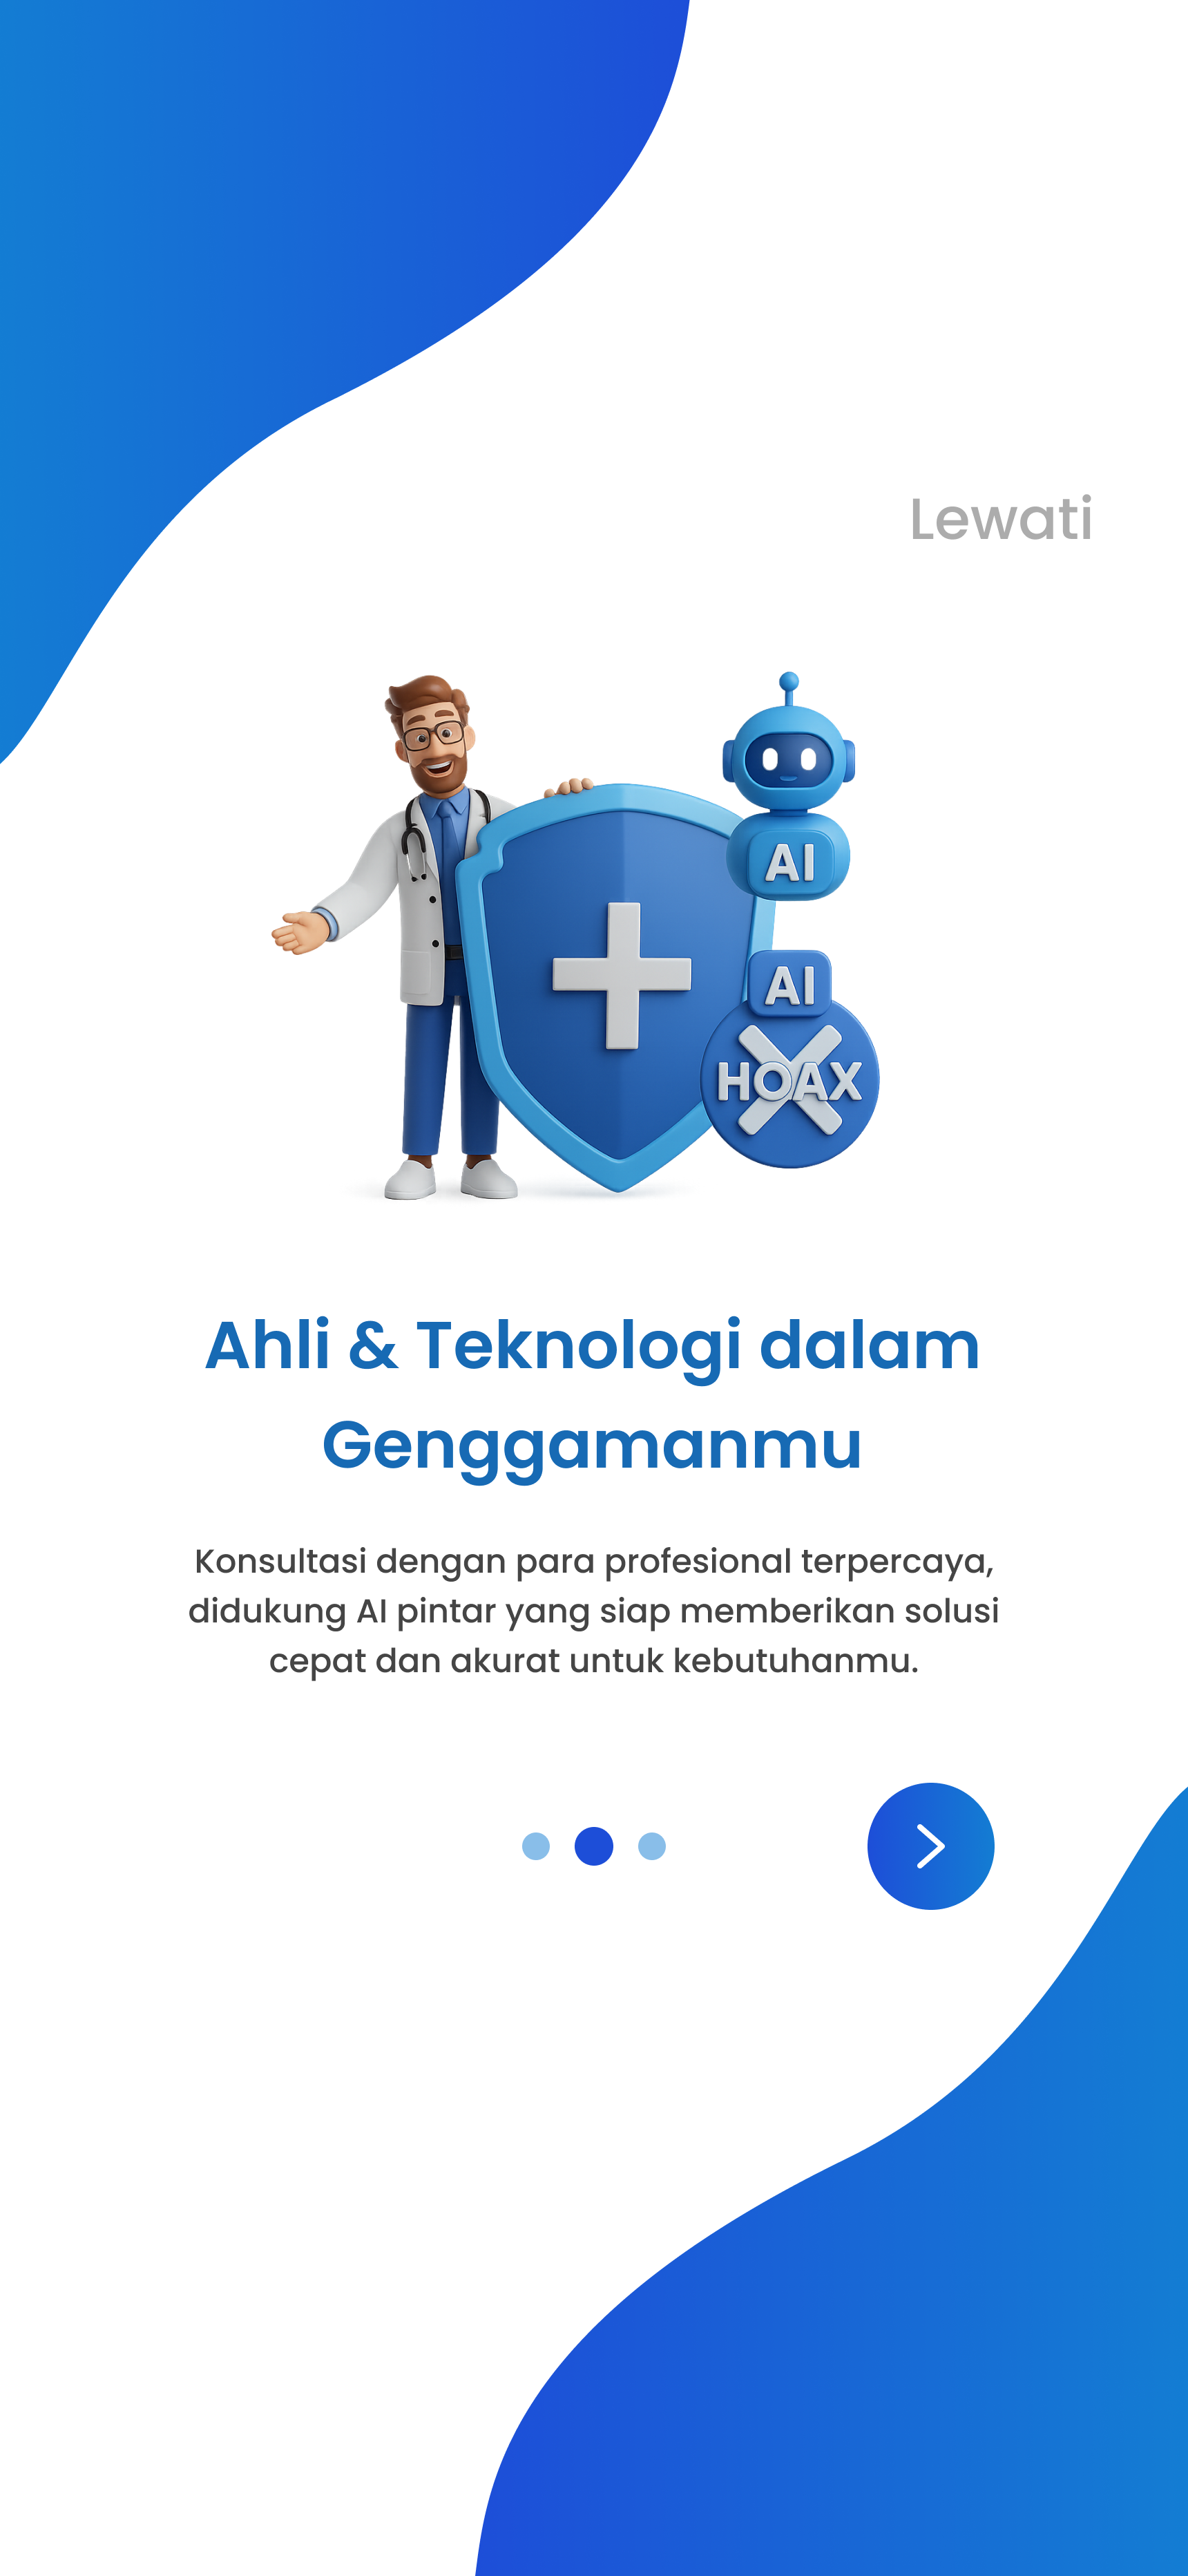 Lewati
AI
AI
HOAX
Ahli & Teknologi dalam
Genggamanmu
Konsultasi dengan para profesional terpercaya,
didukung AI pintar yang siap memberikan solusi
cepat dan akurat untuk kebutuhanmu.